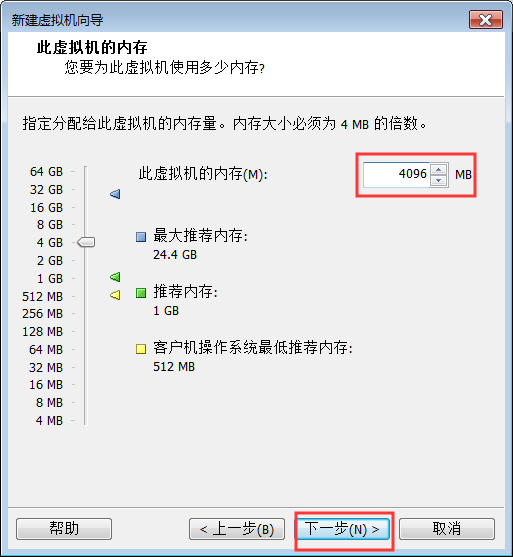 新建虚拟机向导
此虚拟机的内存
您要为此虚拟机使用多少内存?
指定分配给此虚拟机的内存量。内存大小必须为 4 MB 的倍数。
64 GB
32 GB
16 GB
8 GB
4 GB
2 GB
1 GB
512 MB
256 MB
128 MB
64 MB
32 MB
16 MB
8 MB
4 MB
此虚拟机的内存(M):
4096
MB
最大推荐内存:
24.4 GB
推荐内存:
1 GB
客户机操作系统最低推荐内存:
512 MB
帮助
< 上一步(B)
下一步(N) >
取消